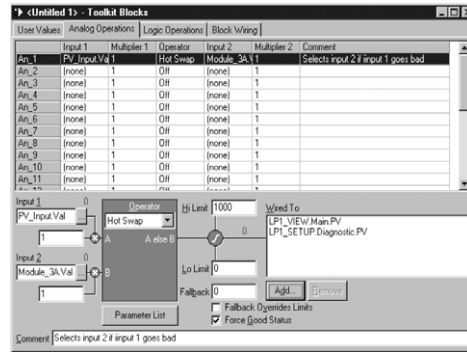 <Untitled 1> - Toolkit Blocks
User Values Analog Operations Logic Operations Block Wiring
Input 1 Multiplier 1 Operator Input 2 Multiplier 2 Comment
An_1 PV_Input.Va 1 Hot Swap Module_3A.V 1 Selects input 2 if input 1 goes bad
An_2 (none) 1 Off (none) 1
An_3 (none) 1 Off (none) 1
An_4 (none) 1 Off (none) 1
An_5 (none) 1 Off (none) 1
An_6 (none) 1 Off (none) 1
An_7 (none) 1 Off (none) 1
An_8 (none) 1 Off (none) 1
An_9 (none) 1 Off (none) 1
An_10 (none) 1 Off (none) 1
An_11 (none) 1 Off (none) 1
Input 1 0 Operator Hi Limit 1000 Wired To
PV_Input.Val ... Hot Swap LP1_VIEW.Main.PV
1 A A else B 0 LP1_SETUP.Diagnostic.PV
Input 2 0
Module_3A.Val ... B Lo Limit 0
1 Fallback 0 Add... Remove
Parameter List Fallback Overrides Limits
Force Good Status
Comment Selects input 2 if iinput 1 goes bad